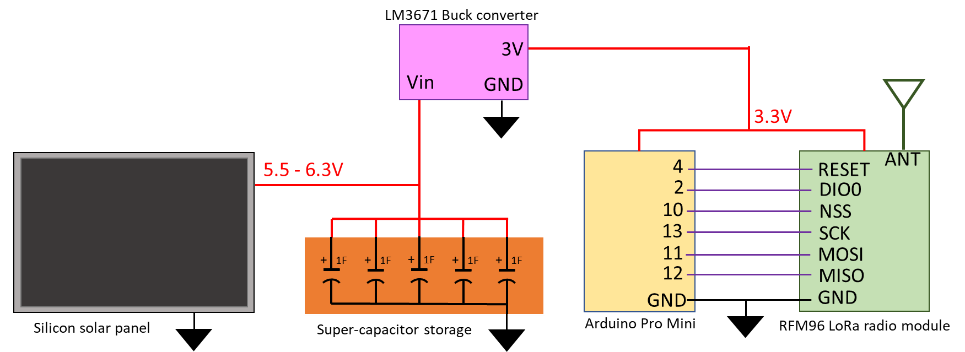 LM3671 Buck converter
3V
Vin
GND
3.3V
5.5 - 6.3V
ANT
4
RESET
2
DIO0
10
NSS
13
SCK
11
MOSI
12
MISO
GND
GND
+ 1F
+ 1F
+ 1F
+ 1F
+ 1F
Silicon solar panel
Super-capacitor storage
Arduino Pro Mini
RFM96 LoRa radio module